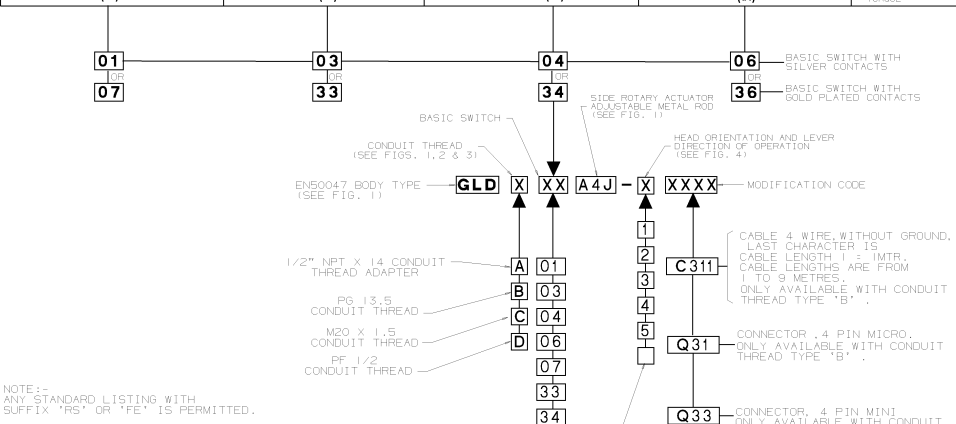 01
OR
07
03
OR
33
04
OR
34
06
OR
36
BASIC SWITCH WITH
SILVER CONTACTS
BASIC SWITCH WITH
GOLD PLATED CONTACTS
SIDE ROTARY ACTUATOR
ADJUSTABLE METAL ROD
(SEE FIG. 1)
BASIC SWITCH
HEAD ORIENTATION AND LEVER
DIRECTION OF OPERATION
(SEE FIG. 4)
CONDUIT THREAD
(SEE FIGS. 1,2 & 3)
EN50047 BODY TYPE
(SEE FIG. 1)
GLD X XX A4J - X XXXX
MODIFICATION CODE
1/2" NPT X 14 CONDUIT
THREAD ADAPTER
PG 13.5
CONDUIT THREAD
M20 X 1.5
CONDUIT THREAD
PF 1/2
CONDUIT THREAD
A
B
C
D
01
03
04
06
07
33
34
1
2
3
4
5
C311
CABLE 4 WIRE,WITHOUT GROUND,
LAST CHARACTER IS
CABLE LENGTH 1 = 1MTR.
CABLE LENGTHS ARE FROM
1 TO 9 METRES.
ONLY AVAILABLE WITH CONDUIT
THREAD TYPE 'B' .
Q31
CONNECTOR ,4 PIN MICRO.
ONLY AVAILABLE WITH CONDUIT
THREAD TYPE 'B' .
Q33
CONNECTOR, 4 PIN MINI
ONLY AVAILABLE WITH CONDUIT
NOTE:-
ANY STANDARD LISTING WITH
SUFFIX 'RS' OR 'FE' IS PERMITTED.